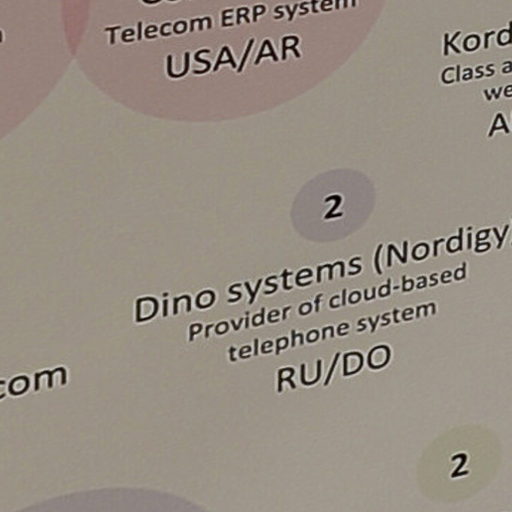 Telecom ERP system
USA/AR
Kord
Class a
we
A
2
Dino systems (Nordigy
Provider of cloud-based
telephone system
RU/DO
com
2